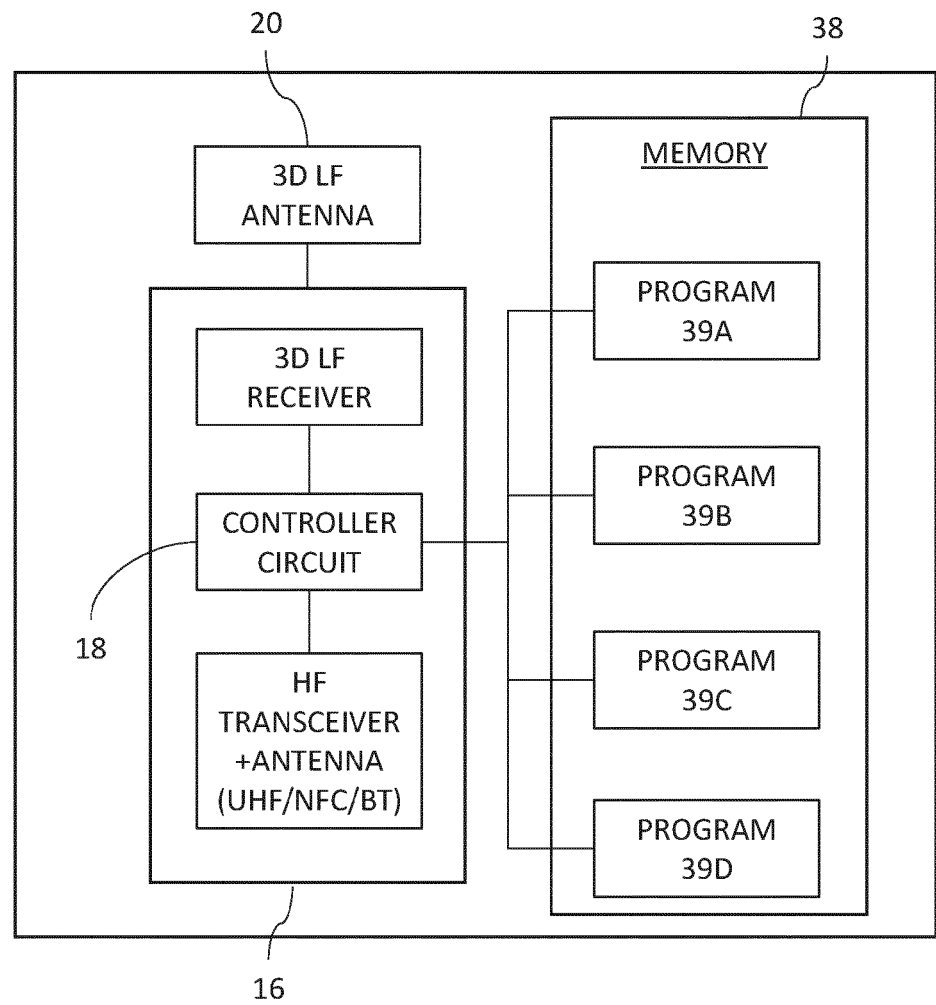 20
38
3D LF
ANTENNA
MEMORY
3D LF
RECEIVER
CONTROLLER
CIRCUIT
18
HF
TRANSCEIVER
+ANTENNA
(UHF/NFC/BT)
16
PROGRAM
39A
PROGRAM
39B
PROGRAM
39C
PROGRAM
39D